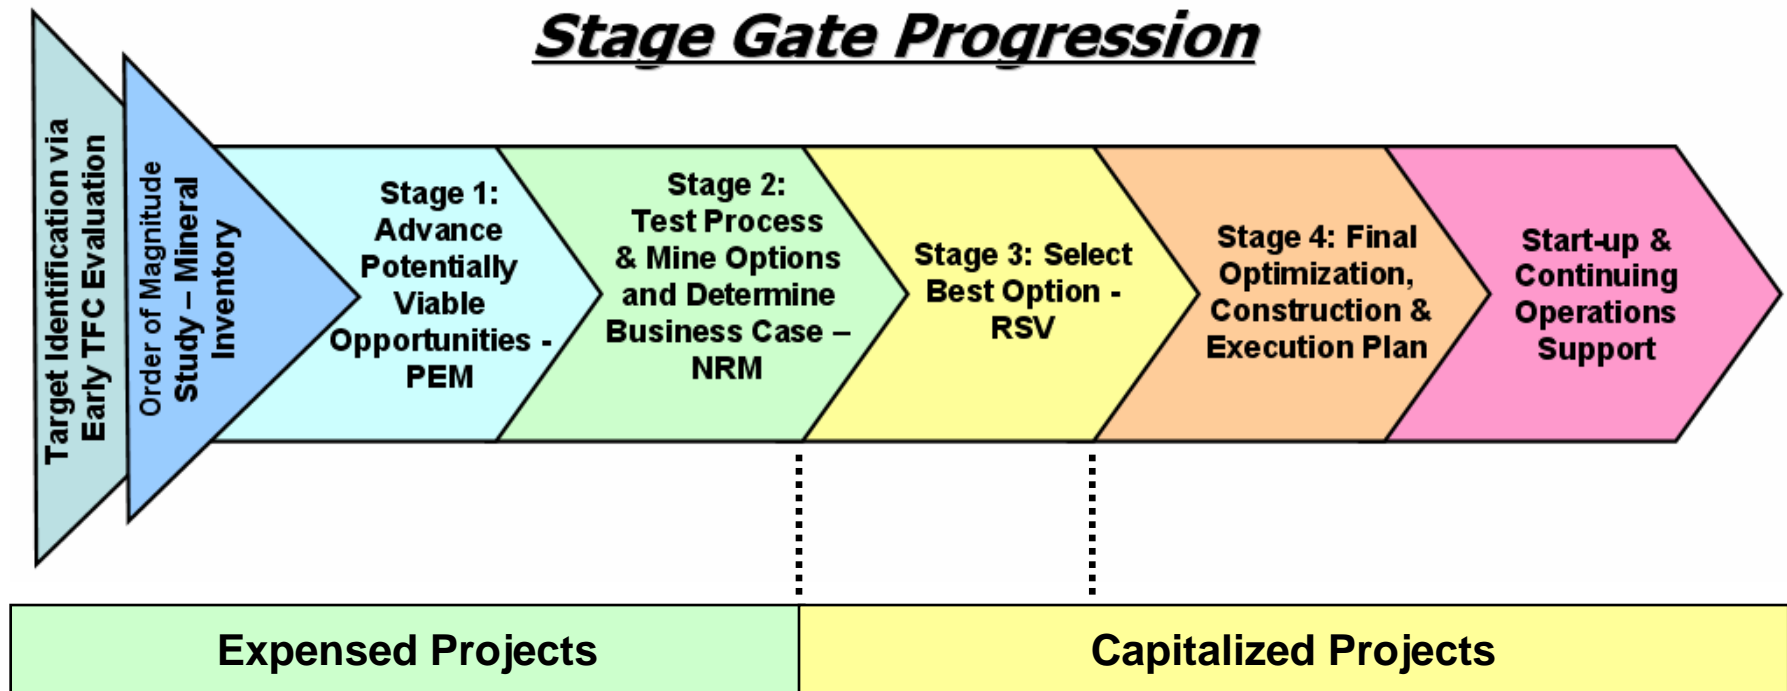 Stage Gate Progression
Target Identification via
Early TFC Evaluation
Order of Magnitude
Study – Mineral
Inventory
Stage 1:
Advance
Potentially
Viable
Opportunities -
PEM
Stage 2:
Test Process
& Mine Options
and Determine
Business Case –
NRM
Stage 3: Select
Best Option -
RSV
Stage 4: Final
Optimization,
Construction &
Execution Plan
Start-up &
Continuing
Operations
Support
Expensed Projects
Capitalized Projects